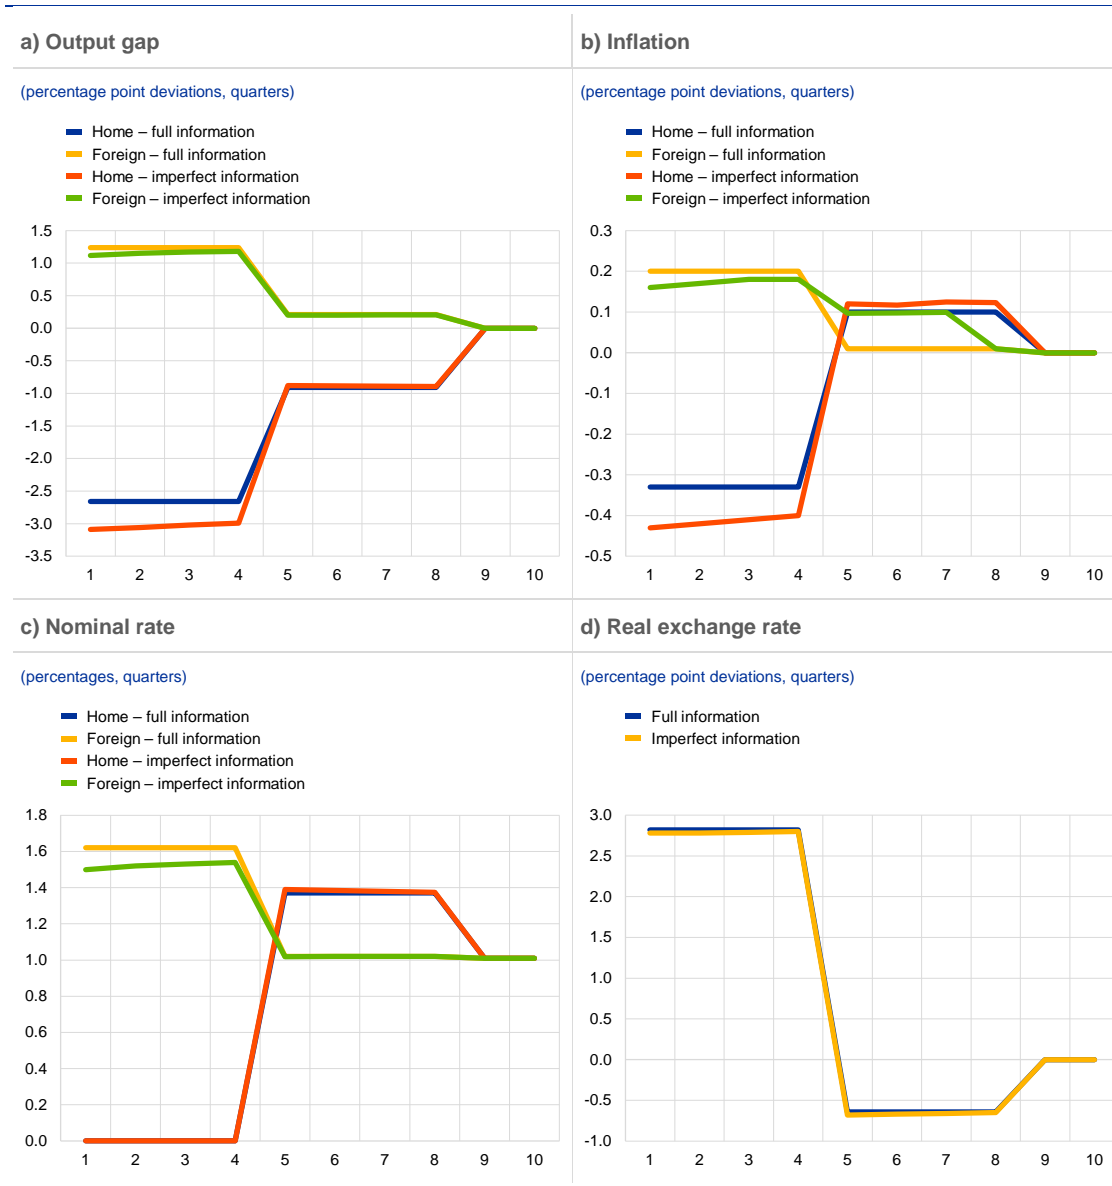 a) Output gap
(percentage point deviations, quarters)
Home – full information
Foreign – full information
Home – imperfect information
Foreign – imperfect information
1.5
1.0
0.5
0.0
-0.5
-1.0
-1.5
-2.0
-2.5
-3.0
-3.5
1 2 3 4 5 6 7 8 9 10
b) Inflation
(percentage point deviations, quarters)
Home – full information
Foreign – full information
Home – imperfect information
Foreign – imperfect information
0.3
0.2
0.1
0.0
-0.1
-0.2
-0.3
-0.4
-0.5
1 2 3 4 5 6 7 8 9 10
c) Nominal rate
(percentages, quarters)
Home – full information
Foreign – full information
Home – imperfect information
Foreign – imperfect information
1.8
1.6
1.4
1.2
1.0
0.8
0.6
0.4
0.2
0.0
1 2 3 4 5 6 7 8 9 10
d) Real exchange rate
(percentage point deviations, quarters)
Full information
Imperfect information
3.0
2.5
2.0
1.5
1.0
0.5
0.0
-0.5
-1.0
1 2 3 4 5 6 7 8 9 10